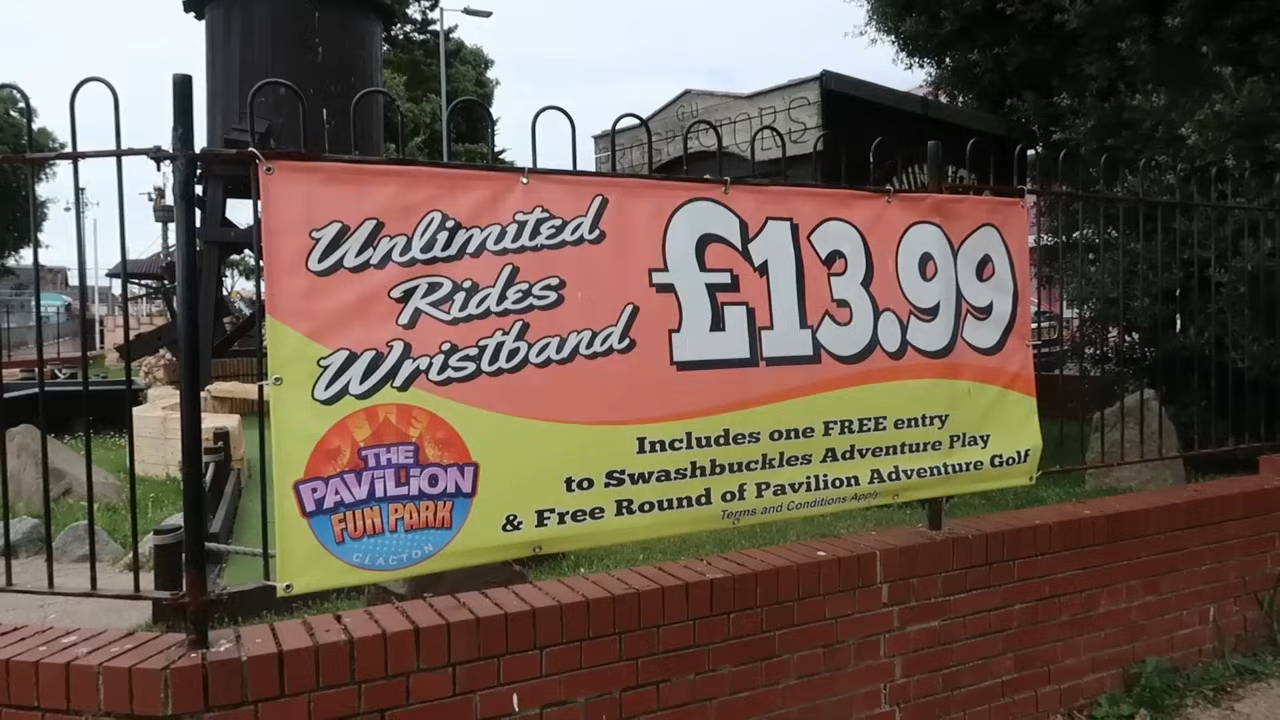 PROSPECTORS
Unlimited
Rides
Wristband
£13.99
THE
PAViLiON
FUN PARK
CLACTON
Includes one FREE entry
to Swashbuckles Adventure Play
& Free Round of Pavilion Adventure Golf
Terms and Conditions Apply